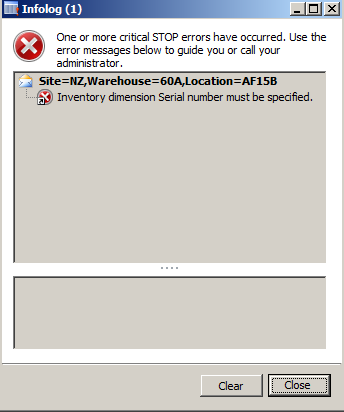 Infolog (1)
One or more critical STOP errors have occurred. Use the
error messages below to guide you or call your
administrator.
Site=NZ,Warehouse=60A,Location=AF15B
Inventory dimension Serial number must be specified.
Clear
Close